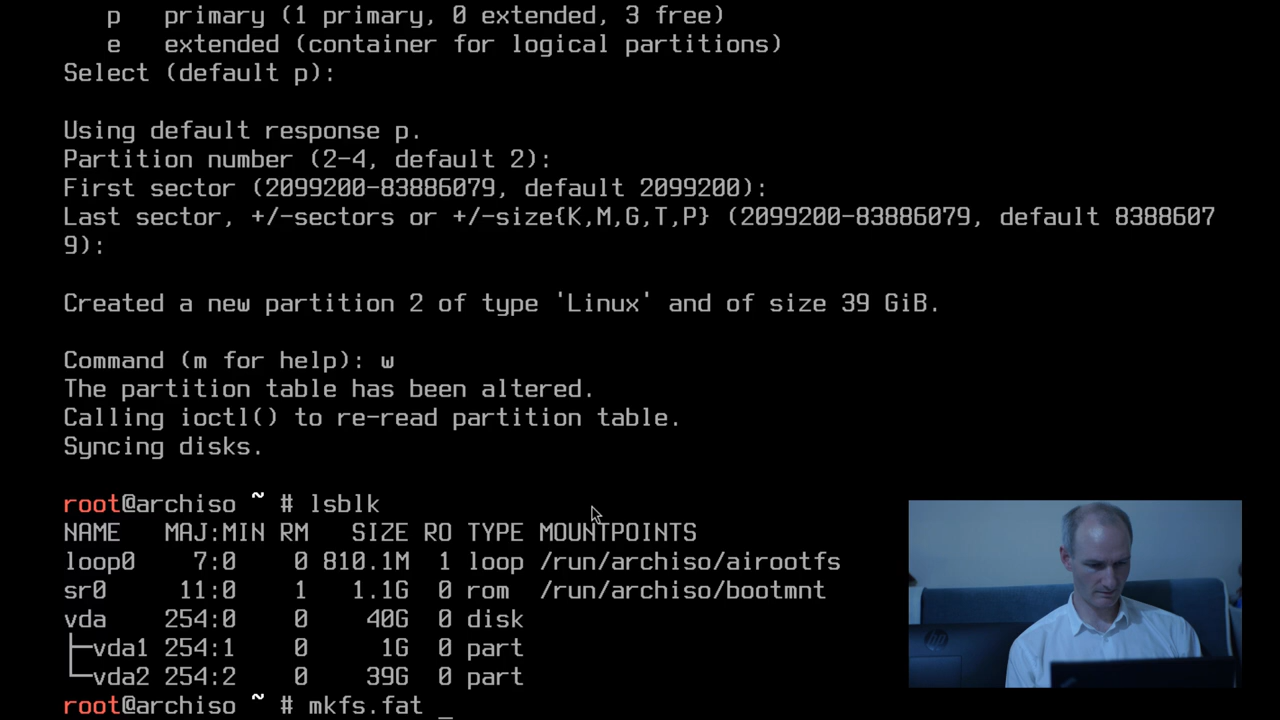 p   primary (1 primary, 0 extended, 3 free)
e   extended (container for logical partitions)
Select (default p):
Using default response p.
Partition number (2-4, default 2):
First sector (2099200-83886079, default 2099200):
Last sector, +/-sectors or +/-size{K,M,G,T,P} (2099200-83886079, default 8388607
9):
Created a new partition 2 of type 'Linux' and of size 39 GiB.
Command (m for help): w
The partition table has been altered.
Calling ioctl() to re-read partition table.
Syncing disks.
root@archiso ~ # lsblk
NAME   MAJ:MIN RM   SIZE RO TYPE MOUNTPOINTS
loop0    7:0    0 810.1M  1 loop /run/archiso/airootfs
sr0     11:0    1   1.1G  0 rom  /run/archiso/bootmnt
vda    254:0    0    40G  0 disk
├─vda1 254:1    0     1G  0 part
└─vda2 254:2    0    39G  0 part
root@archiso ~ # mkfs.fat _
hp